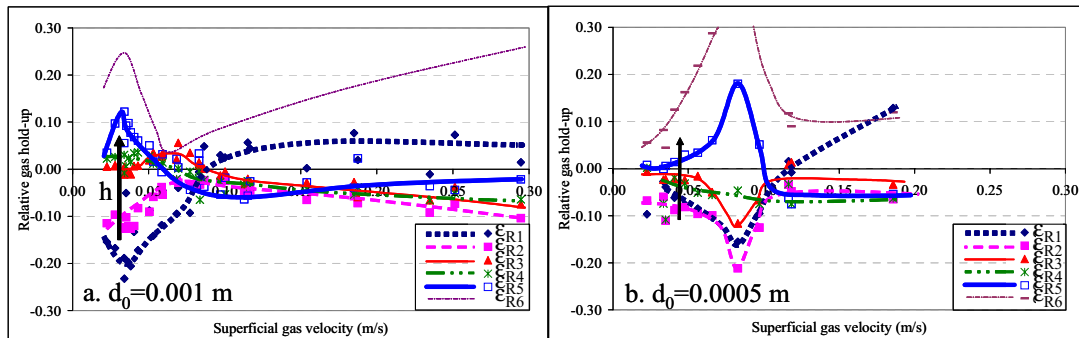 0.30
0.20
0.10
0.00
-0.10
-0.20
-0.30
Relative gas hold-up
0.00 0.05 0.10 0.15 0.20 0.25 0.30
h
a. d0=0.001 m
εR1
εR2
εR3
εR4
εR5
εR6
Superficial gas velocity (m/s)
0.30
0.20
0.10
0.00
-0.10
-0.20
-0.30
Relative gas hold-up
0.00 0.05 0.10 0.15 0.20 0.25 0.30
h
b. d0=0.0005 m
εR1
εR2
εR3
εR4
εR5
εR6
Superficial gas velocity (m/s)